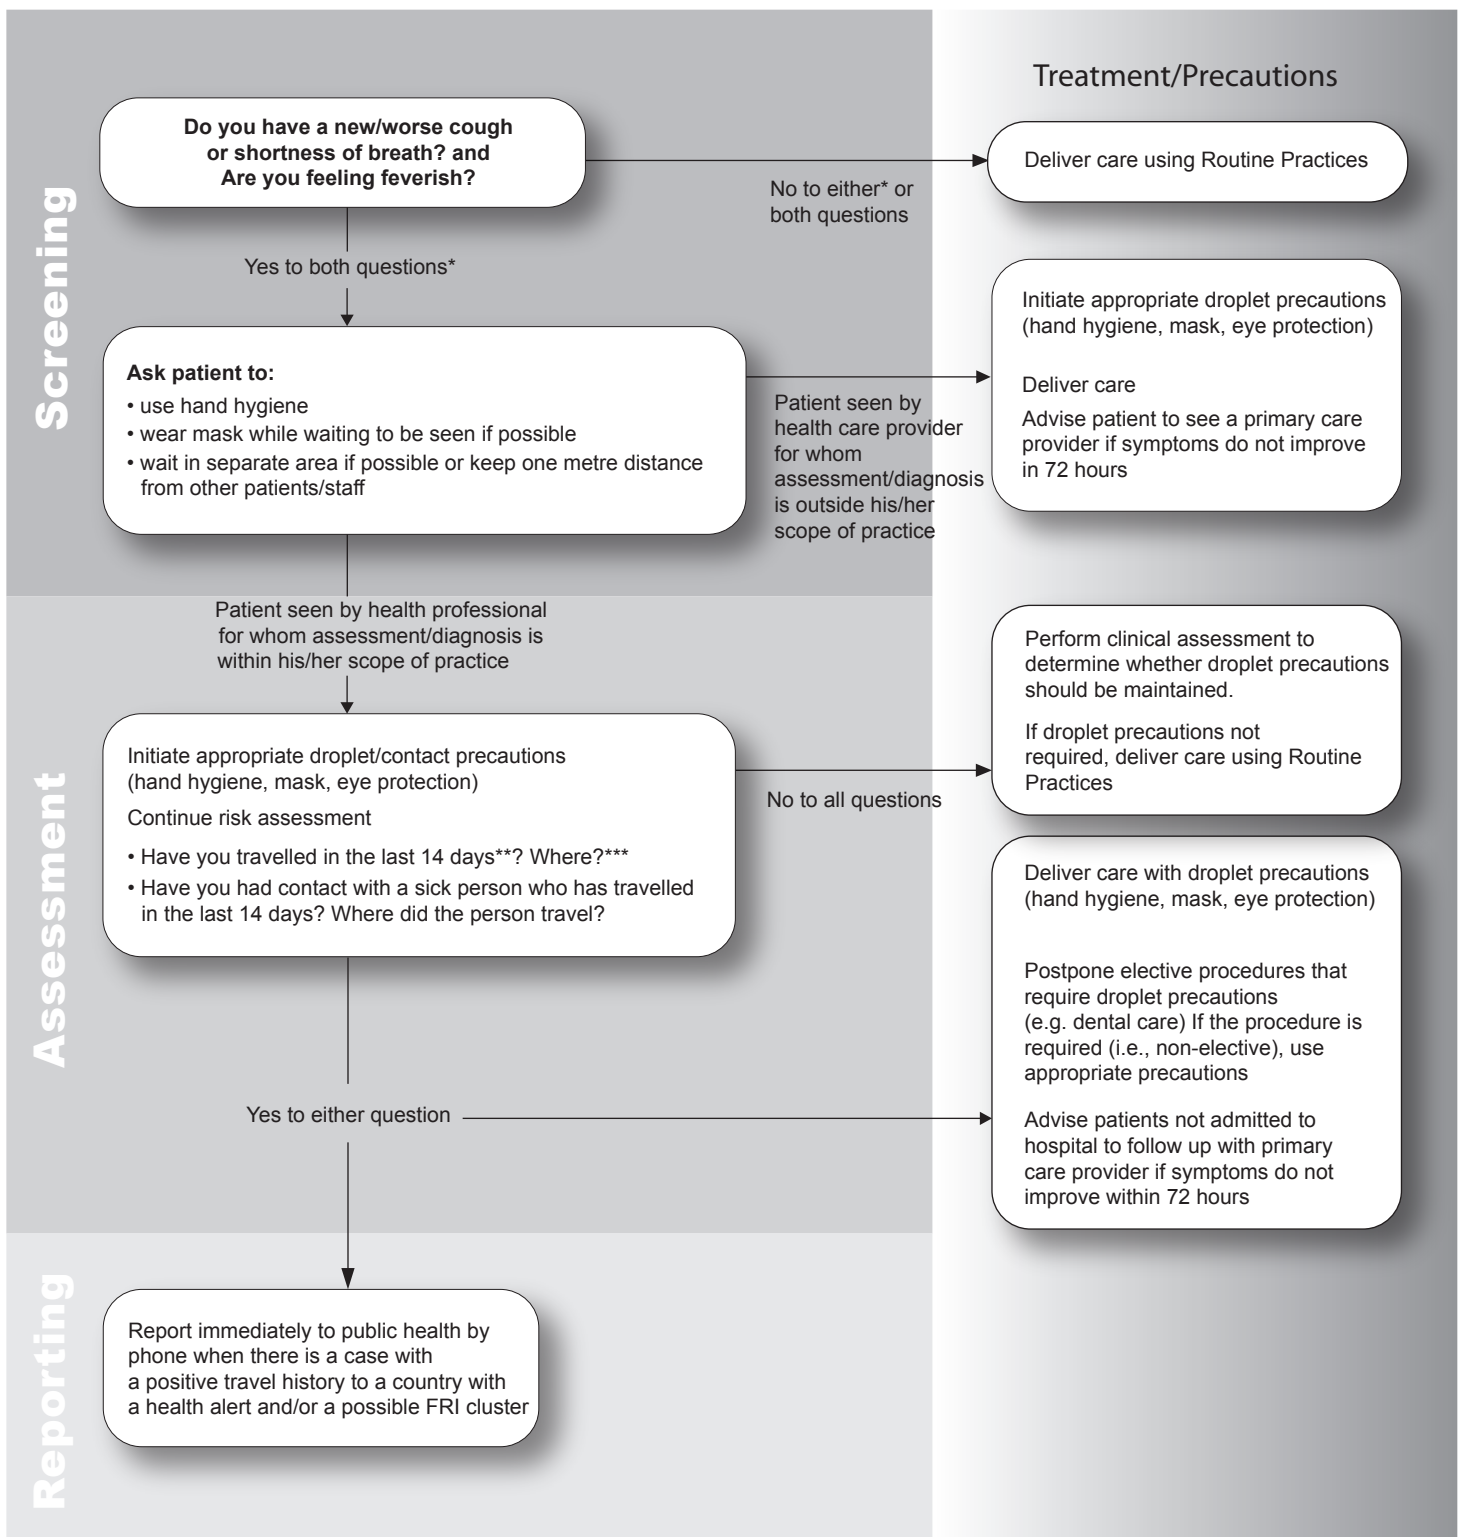 Treatment/Precautions
Screening
Do you have a new/worse cough
or shortness of breath? and
Are you feeling feverish?
No to either* or
both questions
Deliver care using Routine Practices
Yes to both questions*
Ask patient to:
• use hand hygiene
• wear mask while waiting to be seen if possible
• wait in separate area if possible or keep one metre distance
from other patients/staff
Patient seen by
health care provider
for whom
assessment/diagnosis
is outside his/her
scope of practice
Initiate appropriate droplet precautions
(hand hygiene, mask, eye protection)
Deliver care
Advise patient to see a primary care
provider if symptoms do not improve
in 72 hours
Assessment
Patient seen by health professional
for whom assessment/diagnosis is
within his/her scope of practice
Initiate appropriate droplet/contact precautions
(hand hygiene, mask, eye protection)
Continue risk assessment
• Have you travelled in the last 14 days**? Where?***
• Have you had contact with a sick person who has travelled
in the last 14 days? Where did the person travel?
No to all questions
Perform clinical assessment to
determine whether droplet precautions
should be maintained.
If droplet precautions not
required, deliver care using Routine
Practices
Yes to either question
Deliver care with droplet precautions
(hand hygiene, mask, eye protection)
Postpone elective procedures that
require droplet precautions
(e.g. dental care) If the procedure is
required (i.e., non-elective), use
appropriate precautions
Advise patients not admitted to
hospital to follow up with primary
care provider if symptoms do not
improve within 72 hours
Reporting
Report immediately to public health by
phone when there is a case with
a positive travel history to a country with
a health alert and/or a possible FRI cluster